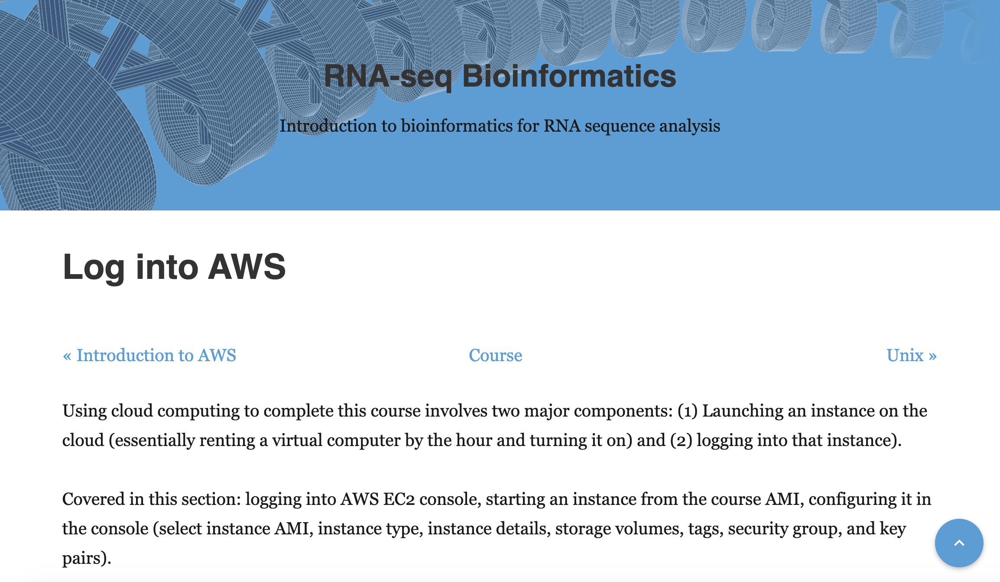 RNA-seq Bioinformatics
Introduction to bioinformatics for RNA sequence analysis
Log into AWS
« Introduction to AWS
Course
Unix »
Using cloud computing to complete this course involves two major components: (1) Launching an instance on the
cloud (essentially renting a virtual computer by the hour and turning it on) and (2) logging into that instance).
Covered in this section: logging into AWS EC2 console, starting an instance from the course AMI, configuring it in
the console (select instance AMI, instance type, instance details, storage volumes, tags, security group, and key
pairs).